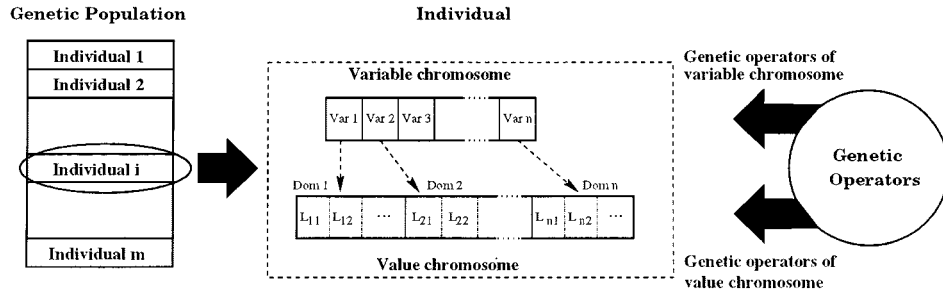 Genetic Population
Individual
Individual 1
Individual 2
Individual i
Individual m
Variable chromosome
Var 1 Var 2 Var 3 Var n
Dom 1 Dom 2 Dom n
L11 L12 ... L21 L22 Ln1 Ln2 ...
Value chromosome
Genetic operators of
variable chromosome
Genetic
Operators
Genetic operators of
value chromosome